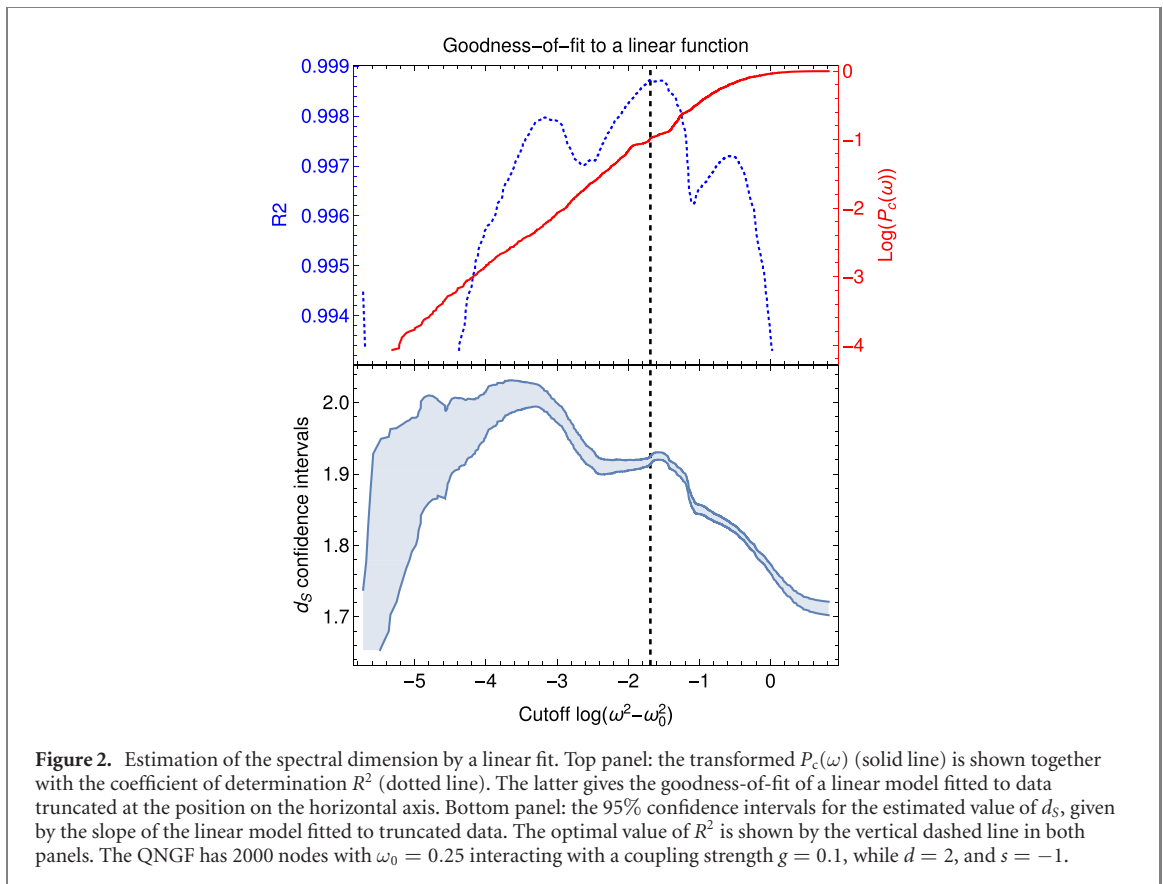 Goodness−of−fit to a linear function
0.999
0.998
0.997
0.996
0.995
0.994
R2
0
−1
−2
−3
−4
Log(P_c(ω))
2.0
1.9
1.8
1.7
d_S confidence intervals
−5 −4 −3 −2 −1 0
Cutoff log(ω²−ω₀²)
Figure 2. Estimation of the spectral dimension by a linear fit. Top panel: the transformed P_c(ω) (solid line) is shown together
with the coefficient of determination R² (dotted line). The latter gives the goodness-of-fit of a linear model fitted to data
truncated at the position on the horizontal axis. Bottom panel: the 95% confidence intervals for the estimated value of d_S, given
by the slope of the linear model fitted to truncated data. The optimal value of R² is shown by the vertical dashed line in both
panels. The QNGF has 2000 nodes with ω₀ = 0.25 interacting with a coupling strength g = 0.1, while d = 2, and s = −1.